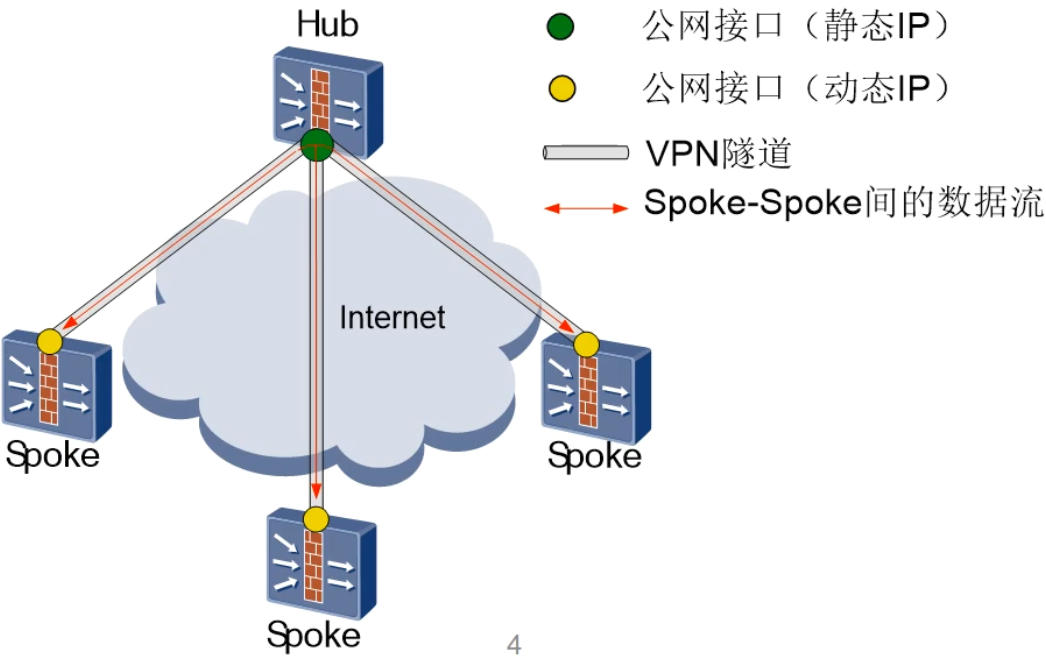 Hub
公网接口（静态IP）
公网接口（动态IP）
VPN隧道
Spoke-Spoke间的数据流
Internet
Spoke
Spoke
Spoke
4